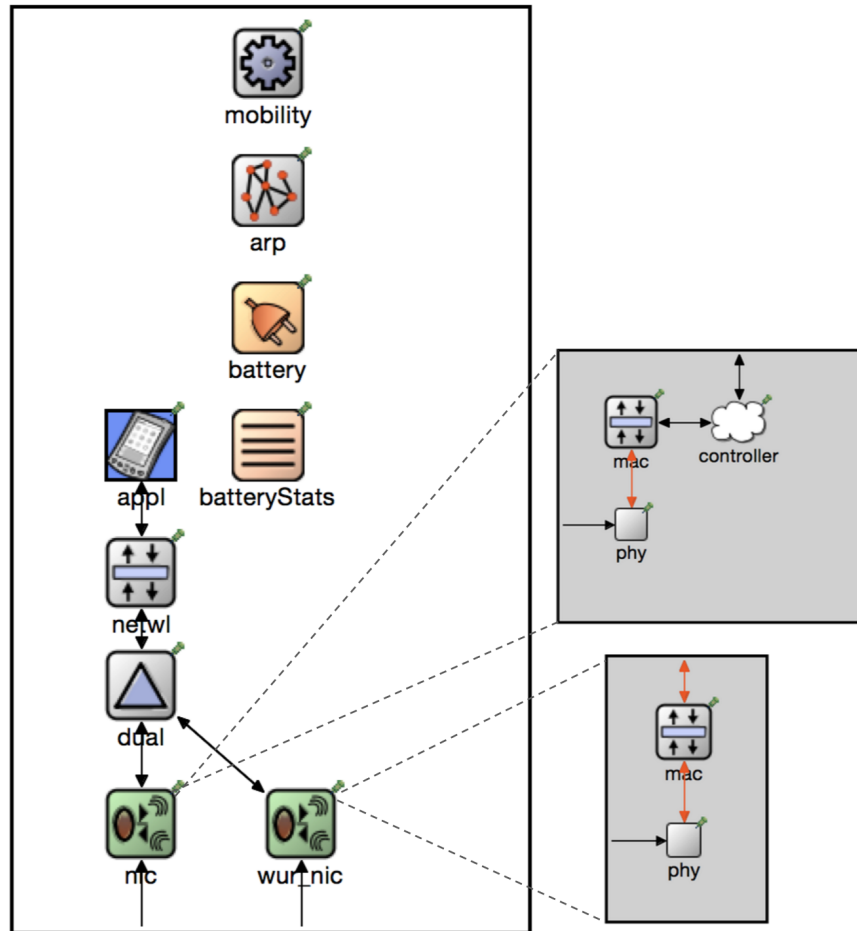 mobility
arp
battery
appl
batteryStats
netwl
dual
nic
wur_nic
mac
controller
phy
mac
phy